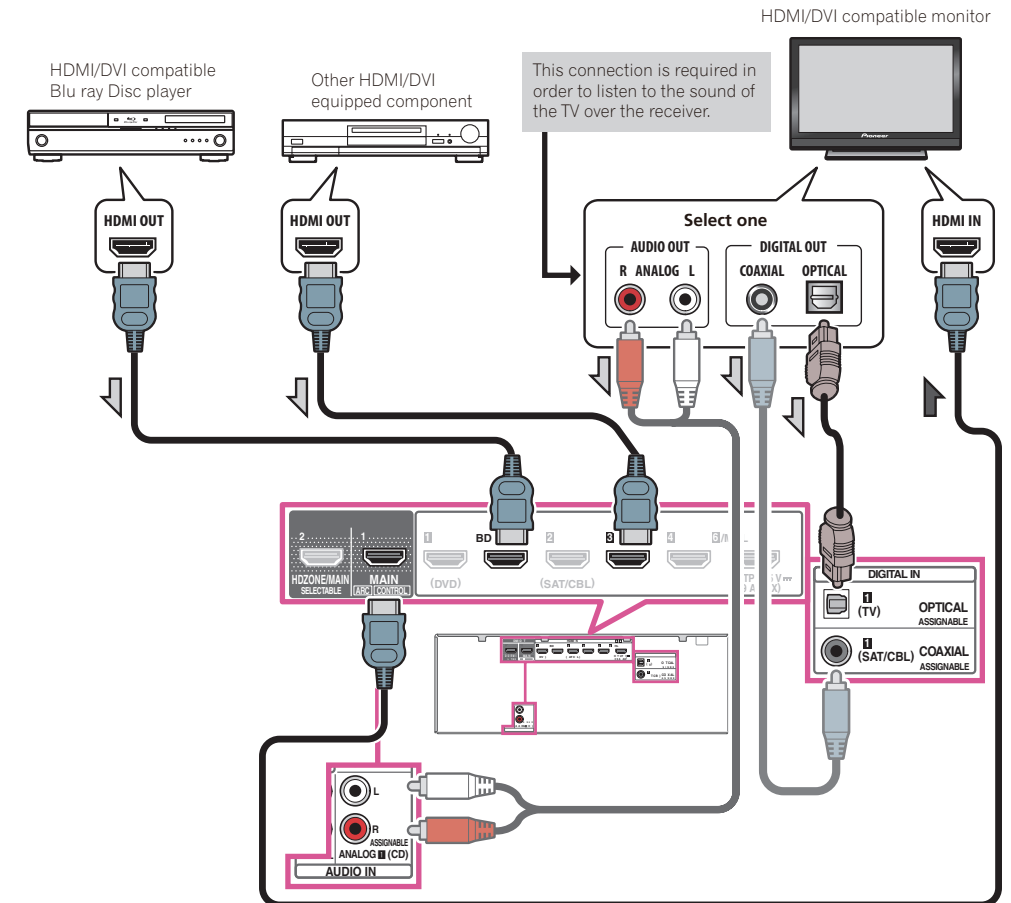 HDMI/DVI compatible monitor
HDMI/DVI compatible
Blu ray Disc player
Other HDMI/DVI
equipped component
This connection is required in
order to listen to the sound of
the TV over the receiver.
Pioneer
HDMI OUT
HDMI OUT
Select one
AUDIO OUT
R ANALOG L
DIGITAL OUT
COAXIAL OPTICAL
HDMI IN
2
HDZONE/MAIN
SELECTABLE
1
MAIN
ARC CONTROL
1
(DVD)
BD
2
(SAT/CBL)
3
4
DIGITAL IN
1
(TV)
OPTICAL
ASSIGNABLE
1
(SAT/CBL)
COAXIAL
ASSIGNABLE
L
R
ASSIGNABLE
ANALOG 1 (CD)
AUDIO IN